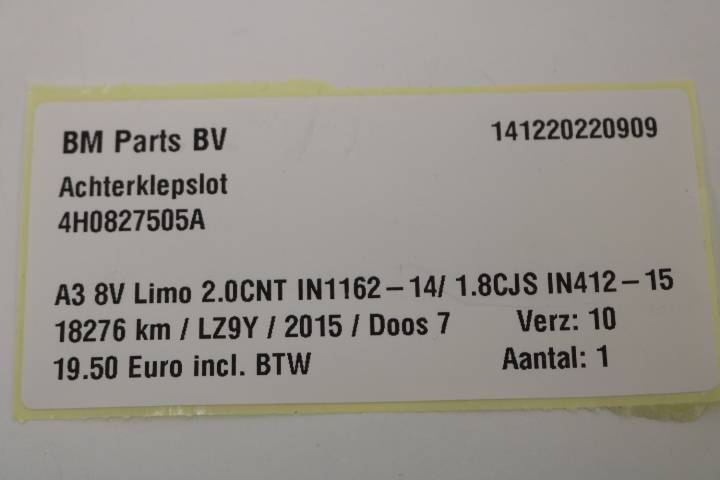 BM Parts BV 141220220909
Achterklepslot
4H0827505A
A3 8V Limo 2.0CNT IN1162-14/ 1.8CJS IN412-15
18276 km / LZ9Y / 2015 / Doos 7 Verz: 10
19.50 Euro incl. BTW Aantal: 1